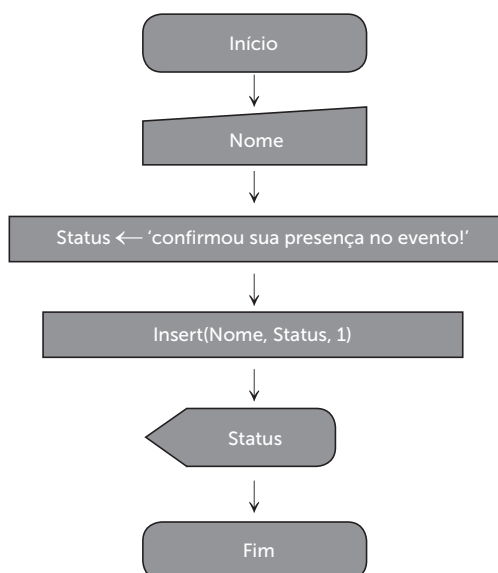 Início
Nome
Status ← ‘confirmou sua presença no evento!’
Insert(Nome, Status, 1)
Status
Fim